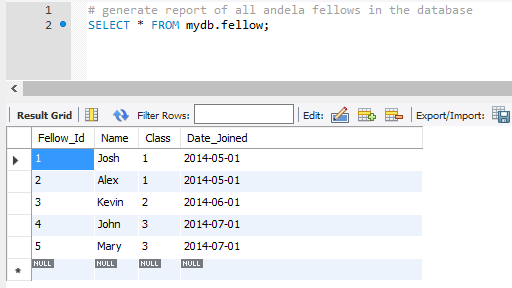 1 # generate report of all andela fellows in the database
2 SELECT * FROM mydb.fellow;
Result Grid Filter Rows: Edit: Export/Import:
Fellow_Id Name Class Date_Joined
1 Josh 1 2014-05-01
2 Alex 1 2014-05-01
3 Kevin 2 2014-06-01
4 John 3 2014-07-01
5 Mary 3 2014-07-01
NULL NULL NULL NULL